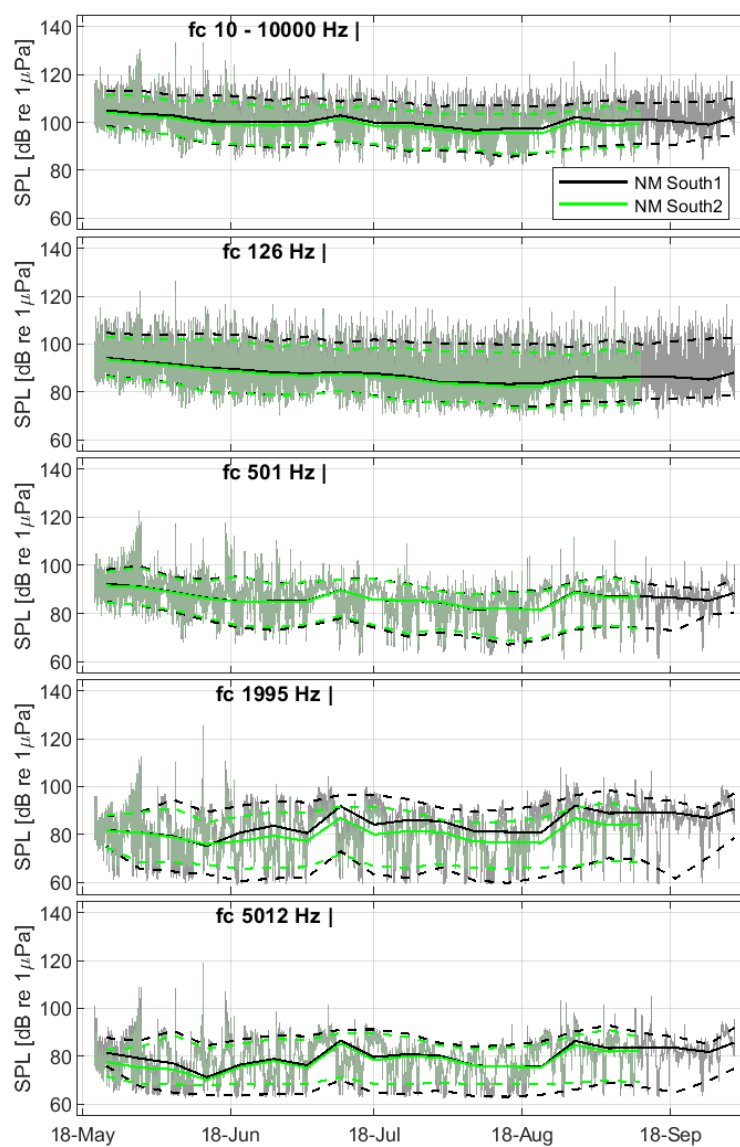 fc 10 - 10000 Hz |
SPL [dB re 1μPa]
140
120
100
80
60
NM South1
NM South2
fc 126 Hz |
SPL [dB re 1μPa]
140
120
100
80
60
fc 501 Hz |
SPL [dB re 1μPa]
140
120
100
80
60
fc 1995 Hz |
SPL [dB re 1μPa]
140
120
100
80
60
fc 5012 Hz |
SPL [dB re 1μPa]
140
120
100
80
60
18-May 18-Jun 18-Jul 18-Aug 18-Sep